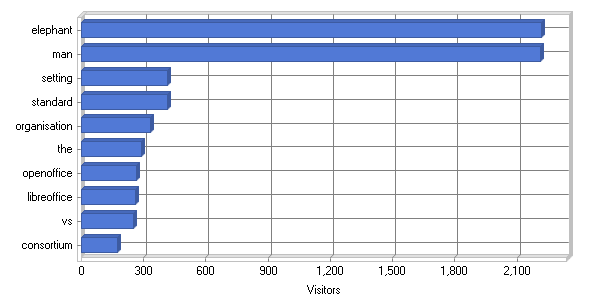 elephant
man
setting
standard
organisation
the
openoffice
libreoffice
vs
consortium
0 300 600 900 1,200 1,500 1,800 2,100
Visitors